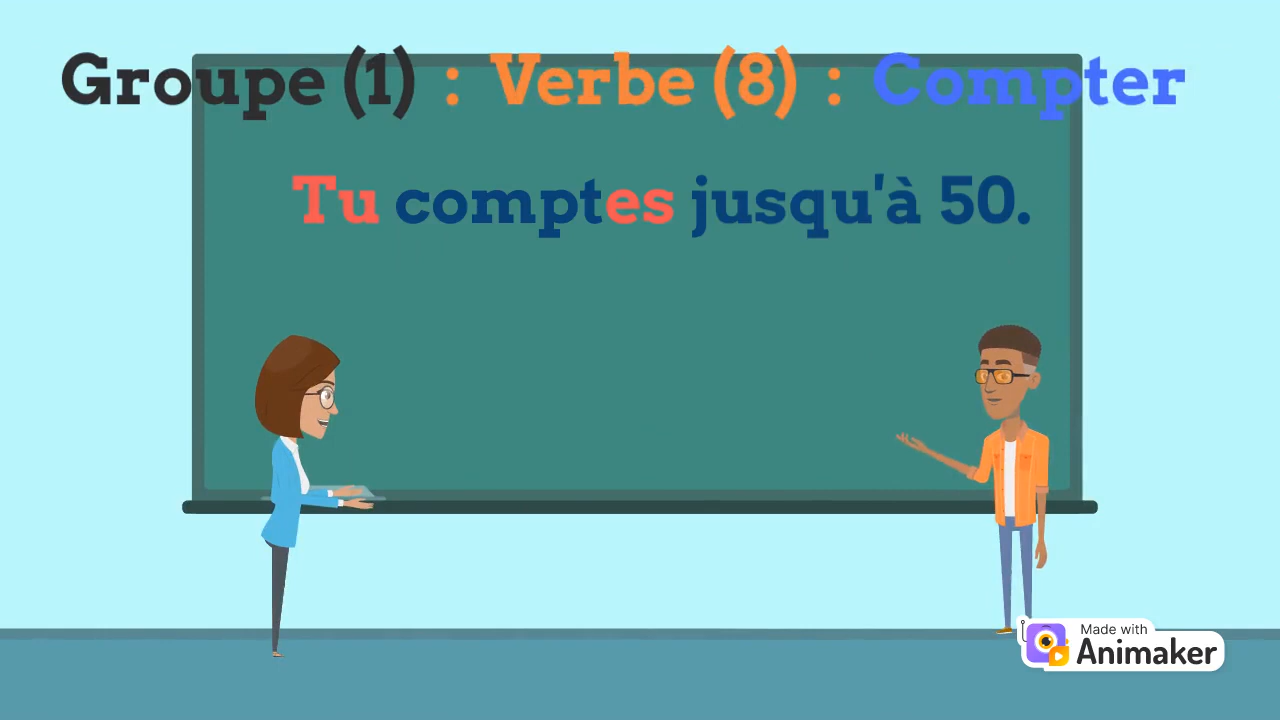 Groupe (1) : Verbe (8) : Compter
Tu comptes jusqu'à 50.
Made with
Animaker